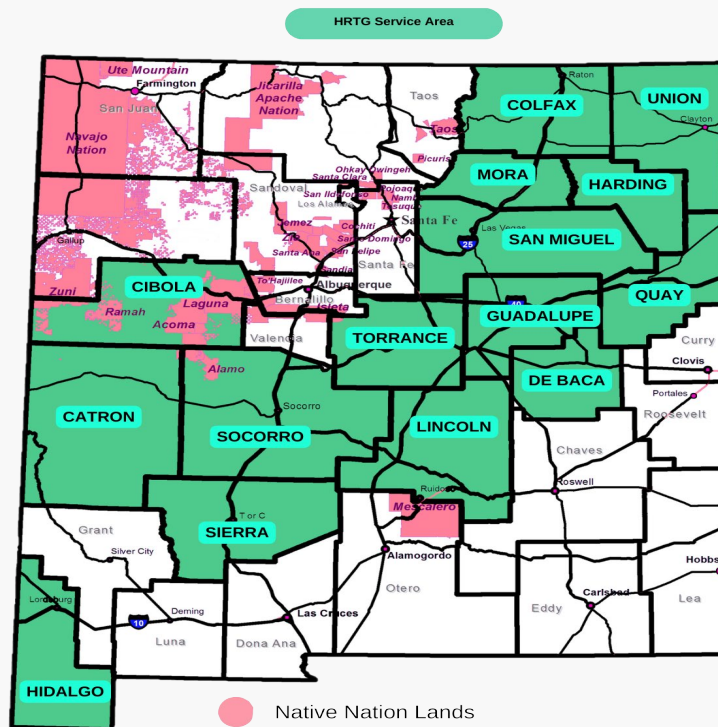 HRTG Service Area
Ute Mountain
Farmington
San Juan
Jicarilla
Apache
Nation
Taos
Raton
COLFAX
UNION
Clayton
Taos
Navajo
Nation
Picuris
MORA
HARDING
Ohkay Owingeh
Santa Clara
Sandoval
San Ildefonso
Pojoaque
Los Alamos
Tesuque
Santa Fe
Jemez
Cochiti
Las Vegas
SAN MIGUEL
Gallup
Zia
Santo Domingo
25
Santa Ana
San Felipe
Santa Fe
Sandia
Zuni
CIBOLA
To'Hajiilee
Albuquerque
QUAY
Bernalillo
40
Ramah
Laguna
Isleta
GUADALUPE
Acoma
Valencia
TORRANCE
Curry
Clovis
Alamo
DE BACA
Portales
CATRON
Socorro
LINCOLN
Roosevelt
SOCORRO
Chaves
Ruidoso
Roswell
Mescalero
T or C
SIERRA
Grant
Silver City
Alamogordo
Hobbs
Otero
Lordsburg
Carlsbad
Lea
Deming
Las Cruces
Eddy
10
Luna
Dona Ana
HIDALGO
Native Nation Lands